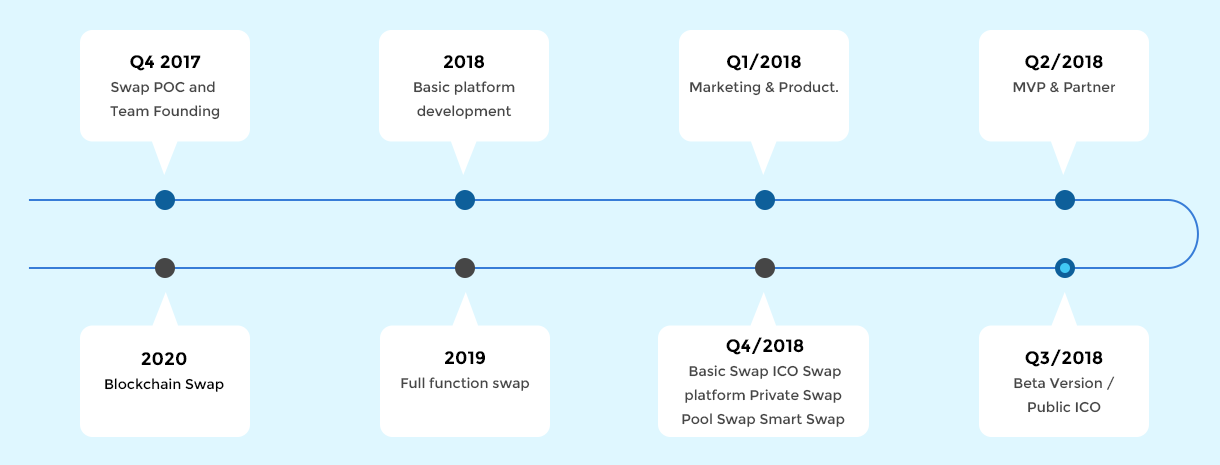 Q4 2017
Swap POC and
Team Founding
2018
Basic platform
development
Q1/2018
Marketing & Product.
Q2/2018
MVP & Partner
2020
Blockchain Swap
2019
Full function swap
Q4/2018
Basic Swap ICO Swap
platform Private Swap
Pool Swap Smart Swap
Q3/2018
Beta Version /
Public ICO